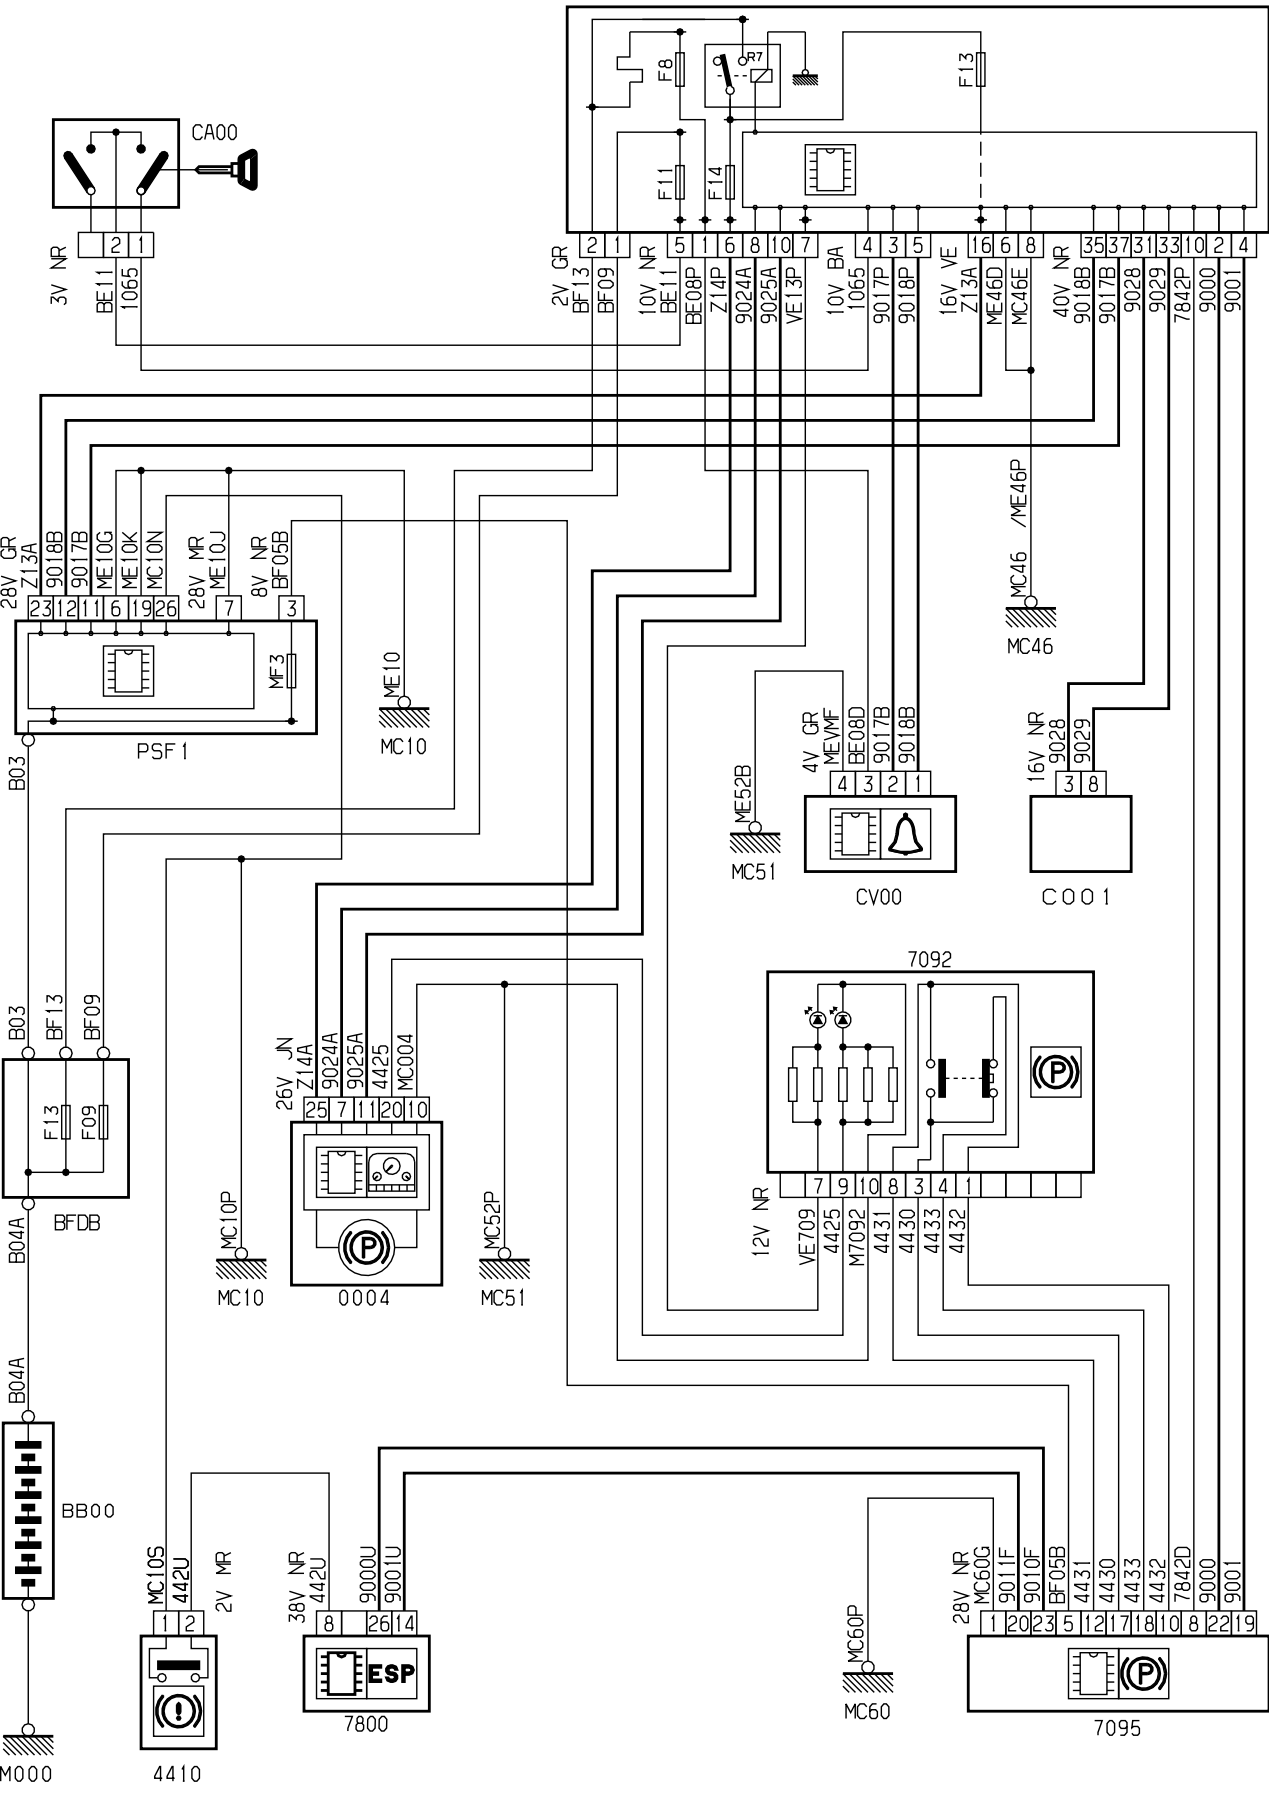 R7
F8
F13
F11
F14
CA00
3V NR
2 1
BE11
1065
2V GR
2 1
BF13
BF09
10V NR
5 1 6 8 10 7
BE11
BE08P
Z14P
9024A
9025A
VE13P
10V BA
4 3 5
1065
9017P
9018P
16V VE
16 6 8
Z13A
ME46D
MC46E
40V NR
35 37 31 33 10 2 4
9018B
9017B
9028
9029
7842P
9000
9001
28V GR
Z13A
9018B
9017B
ME10G
ME10K
MC10N
28V MR
ME10J
8V NR
BF05B
23 12 11 6 19 26 7 3
MF3
PSF1
ME10
MC10
MC46 /ME46P
MC46
4V GR
MEVMF
BE08D
9017B
9018B
4 3 2 1
CV00
ME52B
MC51
16V NR
9028
9029
3 8
C001
B03
B03
BF13
BF09
F13
F09
BFDB
B04A
B04A
BB00
M000
26V JN
Z14A
9024A
9025A
4425
MC004
25 7 11 20 10
P
0004
MC10P
MC10
MC52P
MC51
7092
P
12V NR
7 9 10 8 3 4 1
VE709
4425
M7092
4431
4430
4433
4432
MC10S
442U
2V MR
1 2
!
4410
38V NR
442U
9000U
9001U
8 26 14
ESP
7800
MC60P
MC60
28V NR
MC60G
9011F
9010F
BF05B
4431
4430
4433
4432
7842D
9000
9001
1 20 23 5 12 17 18 10 8 22 19
P
7095